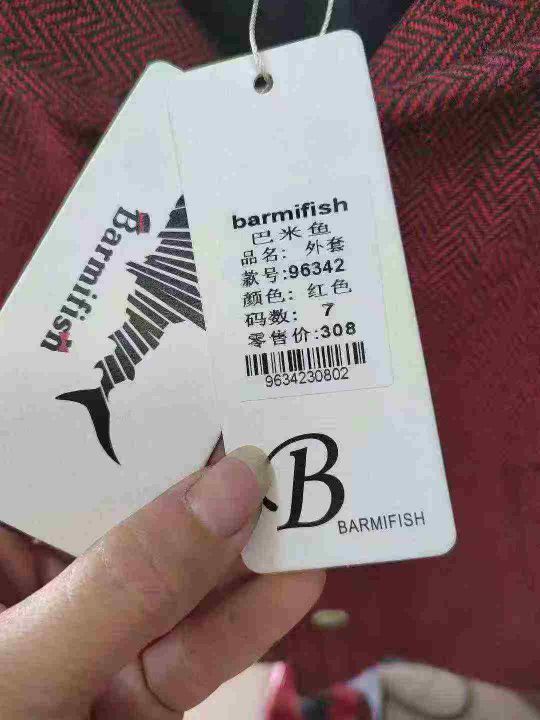 Barmifish
barmifish
巴米鱼
品名: 外套
款号:96342
颜色: 红色
码数: 7
零售价:308
9634230802
B
BARMIFISH